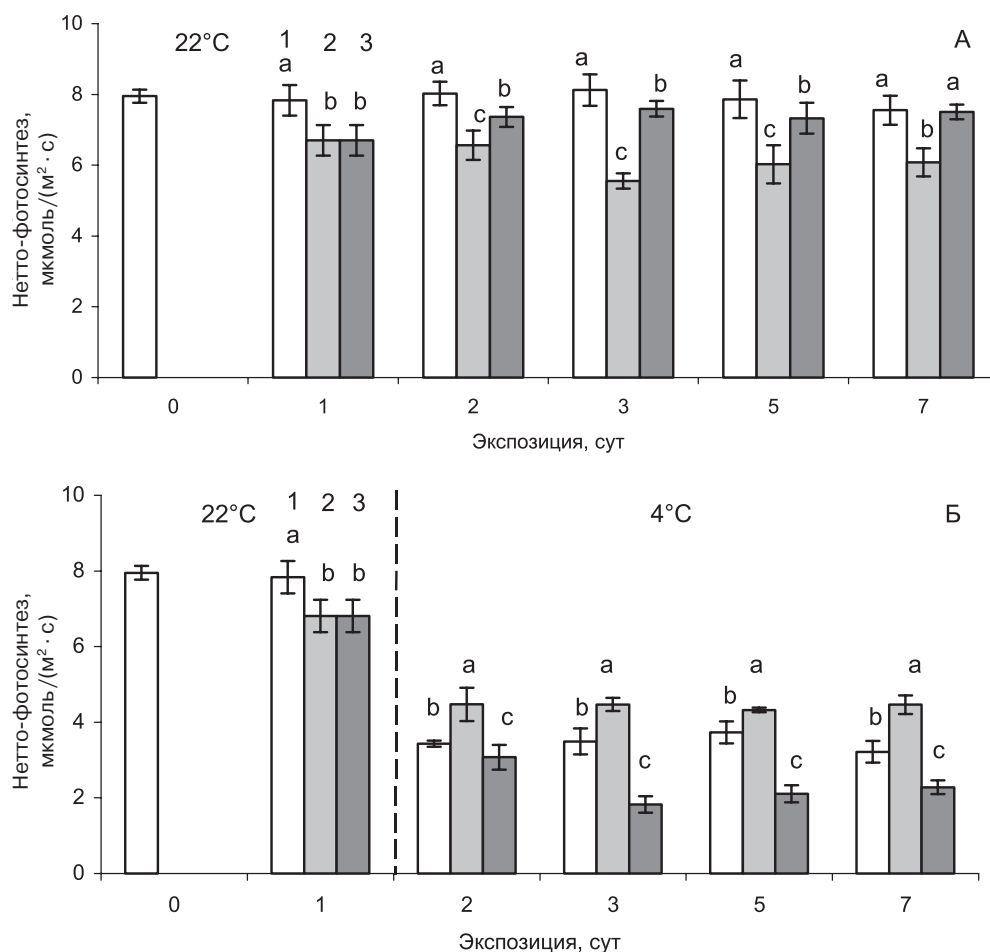 10
22°C
1
2
3
А
a
a
a
a
a
a
b
b
c
b
c
b
c
b
b
8
6
4
2
0
Нетто-фотосинтез,
мкмоль/(м² · с)
0
1
2
3
5
7
Экспозиция, сут
10
22°C
1
2
3
4°C
Б
a
b
b
8
6
4
2
0
b
a
c
b
a
c
b
a
c
b
a
c
Нетто-фотосинтез,
мкмоль/(м² · с)
0
1
2
3
5
7
Экспозиция, сут